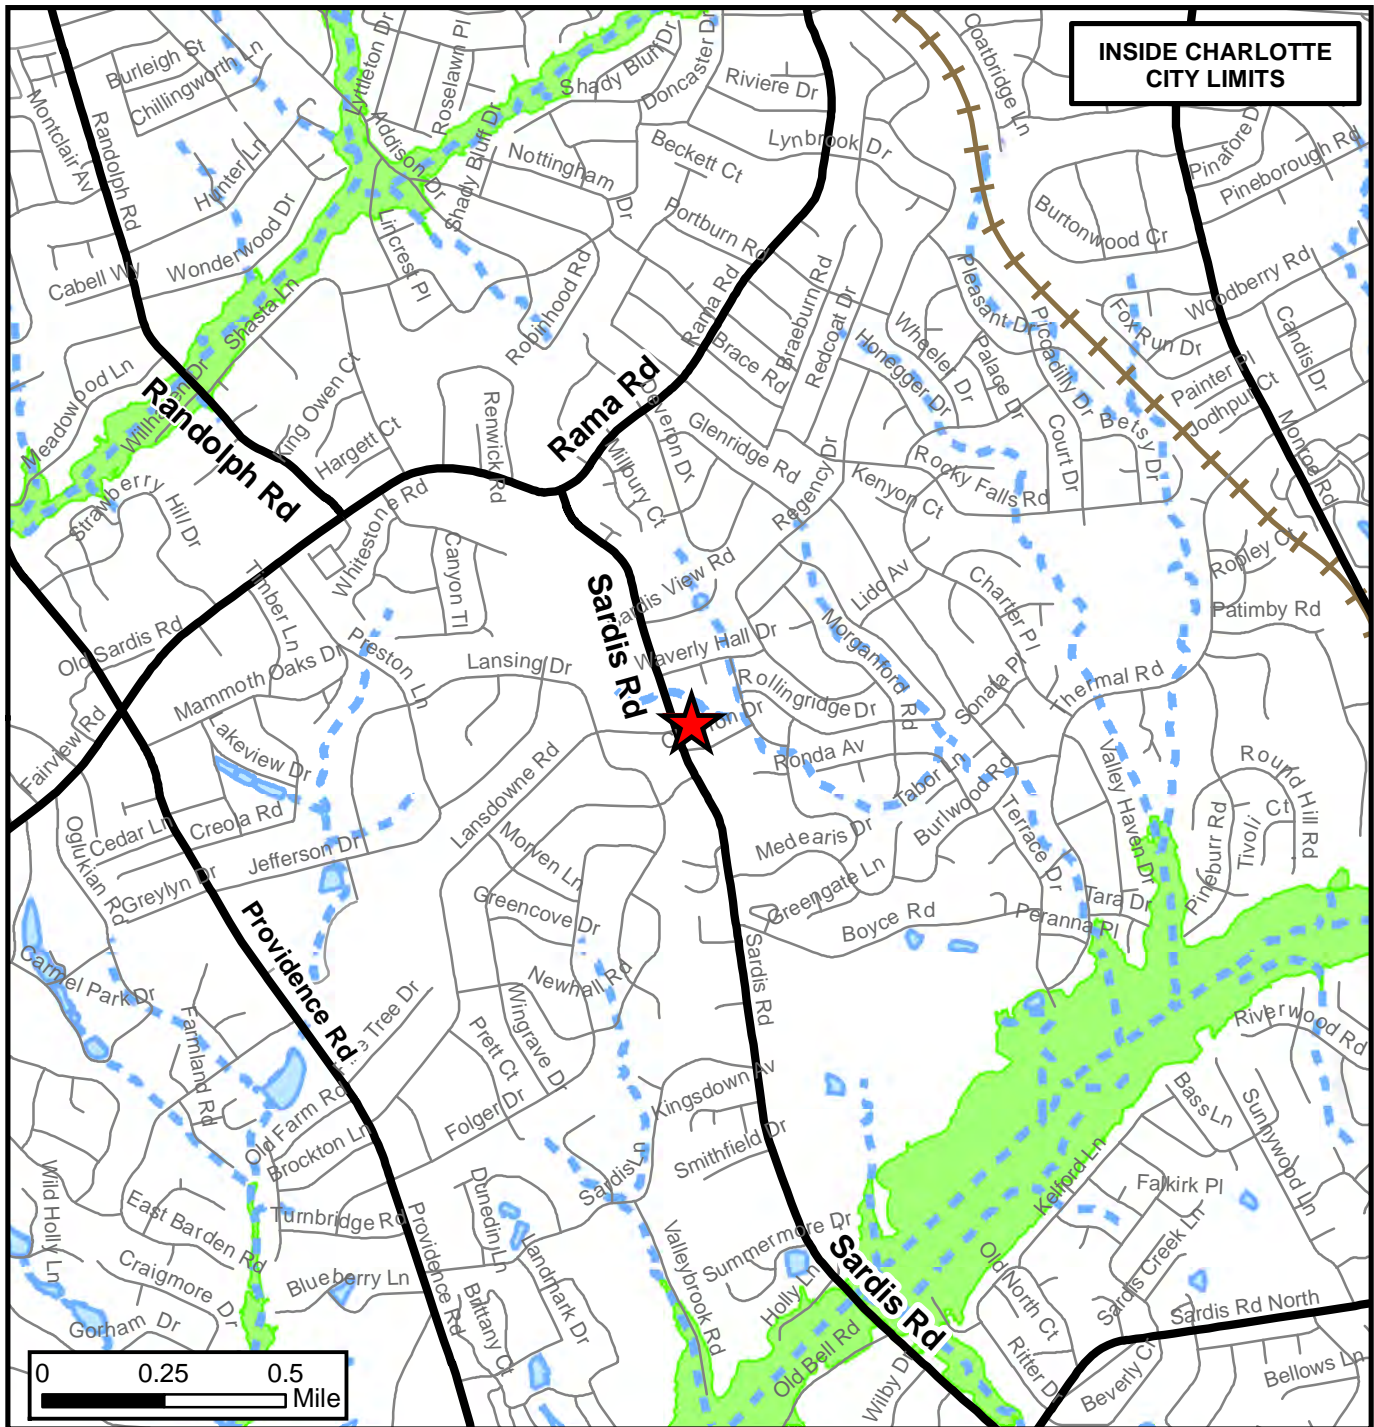 INSIDE CHARLOTTE
CITY LIMITS
Burleigh St
Chillingworth Ln
Lyttleton Dr
Roselawn Pl
Shady Bluff Dr
Doncaster Dr
Riviere Dr
Coatbridge Ln
Montclair Av
Randolph Rd
Addison Dr
Shady Bluff Dr
Nottingham Dr
Beckett Ct
Lynbrook Dr
Pineborough Rd
Hunter Ln
Wonderwood Dr
Lincrest Pl
Portburn Rd
Burtonwood Cr
Cabell Wy
Shasta Ln
Robinhood Rd
Rama Rd
Braeburn Rd
Redcoat Dr
Pleasant Dr
Woodberry Rd
Fox Run Dr
Candis Dr
Meadowood Ln
King Owen Ct
Brace Rd
Honegger Dr
Wheeler Dr
Palace Dr
Piccadilly Dr
Painter Pl
Jodhpur Ct
Randolph Rd
Hargett Ct
Renwick Rd
Rama Rd
Glenridge Rd
Betsy Dr
Court Dr
Monroe Rd
Strawberry Hill Dr
Whitestone Rd
Milbury Ct
Regency Dr
Kenyon Ct
Rocky Falls Rd
Timber Ln
Canyon Tl
Sardis Rd
Lido Av
Charter Pl
Ropley Ct
Patimby Rd
Old Sardis Rd
Mammoth Oaks Dr
Preston Ln
Lansing Dr
Waverly Hall Dr
Morganford Rd
Sonata Pl
Thermal Rd
Rollingridge Dr
Fairview Rd
Ronda Av
Tabor Ln
Burlwood Rd
Valley Haven Dr
Round Hill Rd
Creola Rd
Cedar Ln
Oglukian Rd
Greylyn Dr
Jefferson Dr
Lansdowne Rd
Morven Ln
Medearis Dr
Terrace Dr
Pineburr Rd
Tivoli Ct
Greencove Dr
Greengate Ln
Boyce Rd
Tara Dr
Peranna Pl
Providence Rd
Carmel Park Dr
Newhall Rd
Sardis Rd
Wingrave Dr
Riverwood Rd
Farmland Rd
Tree Dr
Pett Ct
Kingsdown Av
Bass Ln
Sunnywood Ln
Old Farm Rd
Folger Dr
Brockton Ln
Smithfield Dr
Sardis Ln
Kelford Ln
Falkirk Pl
Wild Holly Ln
East Barden Rd
Turnbridge Rd
Providence Rd
Dunedin Ln
Landmark Dr
Valleybrook Rd
Summermore Dr
Holly Ln
Sardis Rd
Old North Ct
Sardis Creek Ln
Craigmore Dr
Blueberry Ln
Brittany Ct
Gorham Dr
Old Bell Rd
Wilby Dr
Beverly Cr
Sardis Rd North
Bellows Ln
0 0.25 0.5
Mile